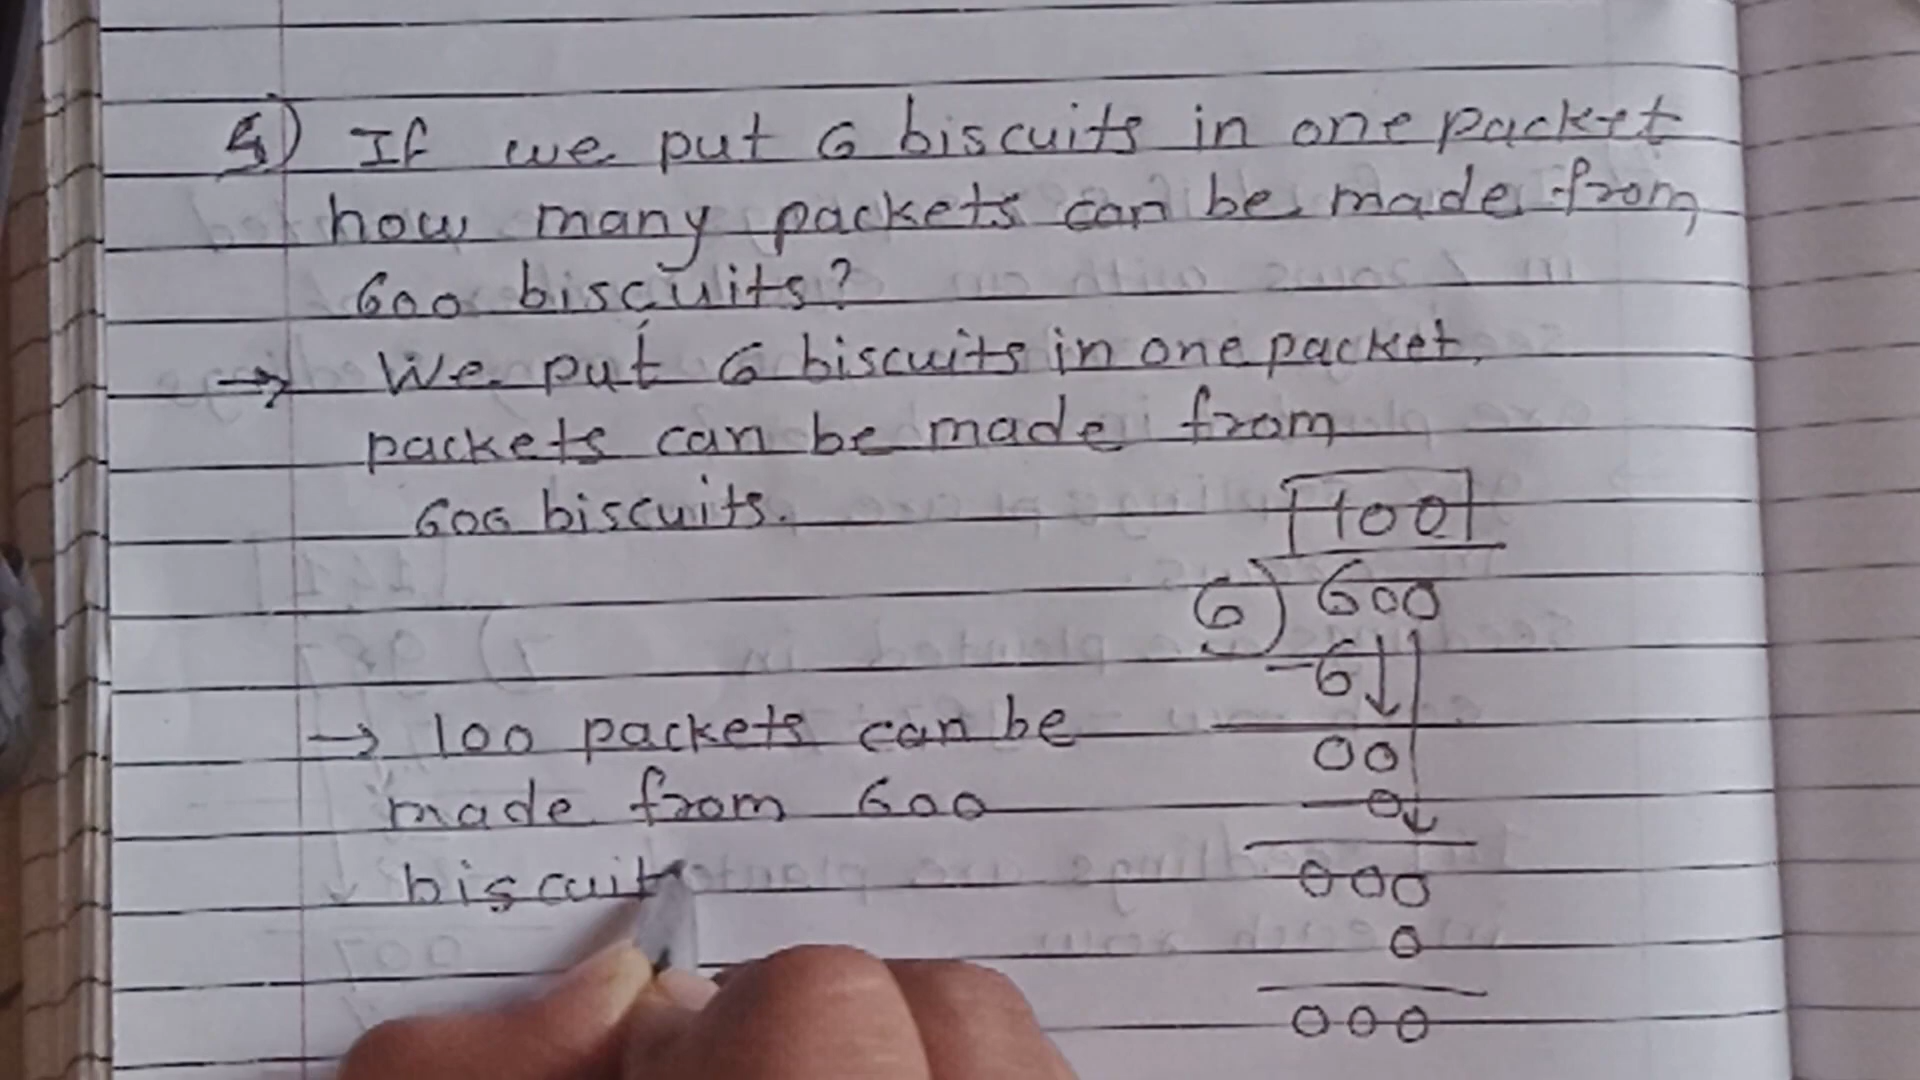 5) If we put 6 biscuits in one packet
how many packets can be made from
600 biscuits?
→ We put 6 biscuits in one packet.
packets can be made from
600 biscuits.
100
6) 600
-6
→ 100 packets can be
00
made from 600
0
biscuit
000
0
000